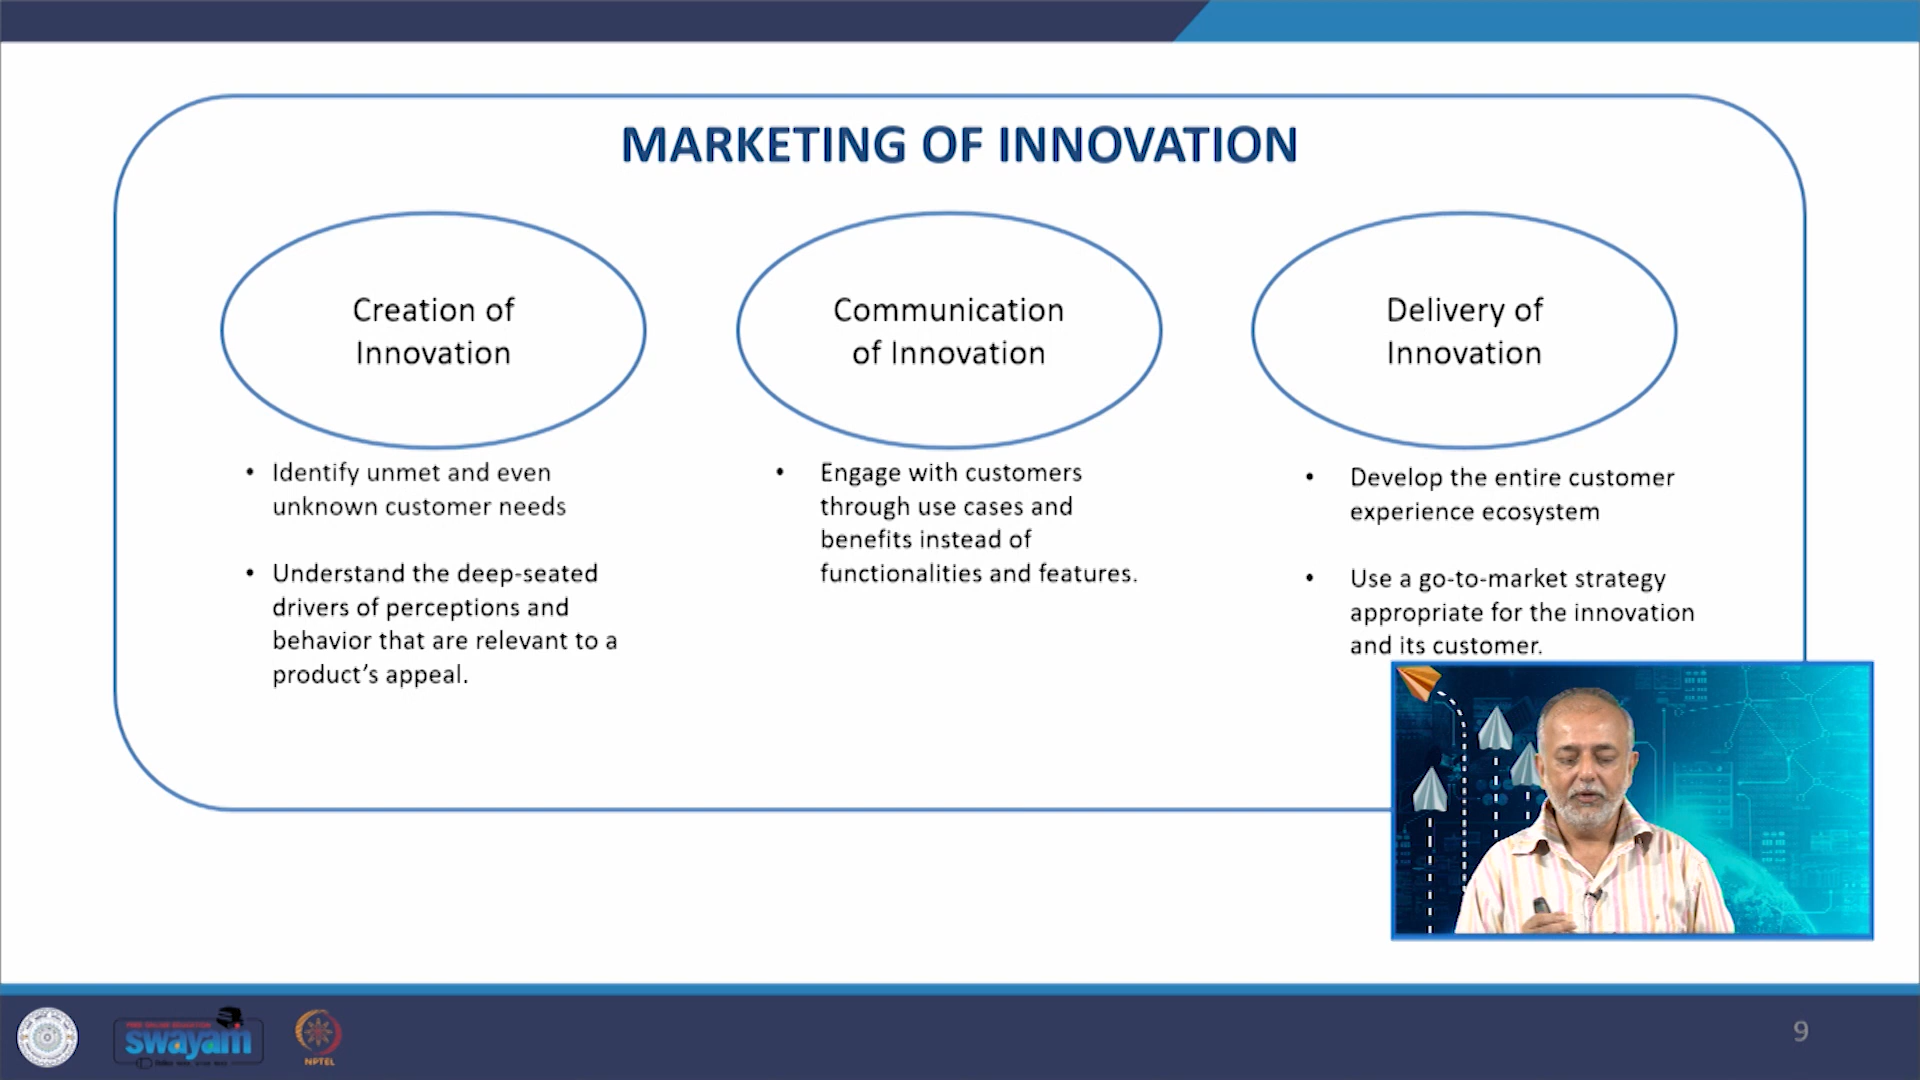 MARKETING OF INNOVATION
Creation of
Innovation
• Identify unmet and even
unknown customer needs
• Understand the deep-seated
drivers of perceptions and
behavior that are relevant to a
product's appeal.
Communication
of Innovation
• Engage with customers
through use cases and
benefits instead of
functionalities and features.
Delivery of
Innovation
• Develop the entire customer
experience ecosystem
• Use a go-to-market strategy
appropriate for the innovation
and its customer.
FREE ONLINE EDUCATION
swayam
NPTEL
9